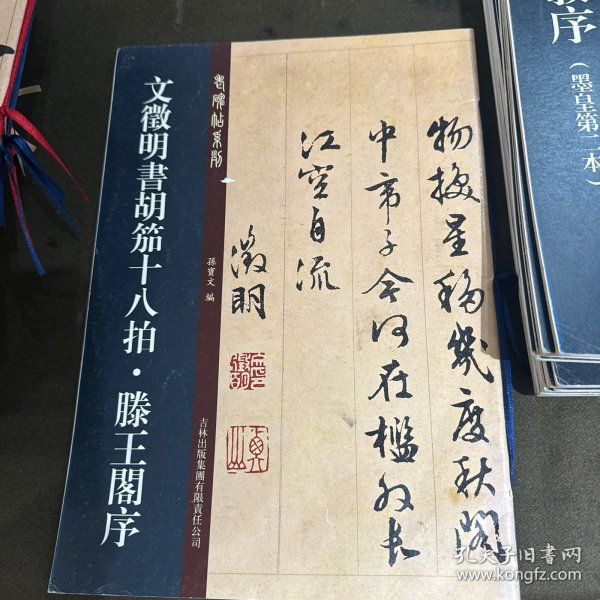 物換星移幾度秋閣
中帝子今何在檻外長
江空自流
徵明
老碑帖系列
文徵明書胡笳十八拍·滕王閣序
孫寶文 編
吉林出版集團有限責任公司
序（墨皇第二本）
孔夫子旧书网
www.kongfz.com